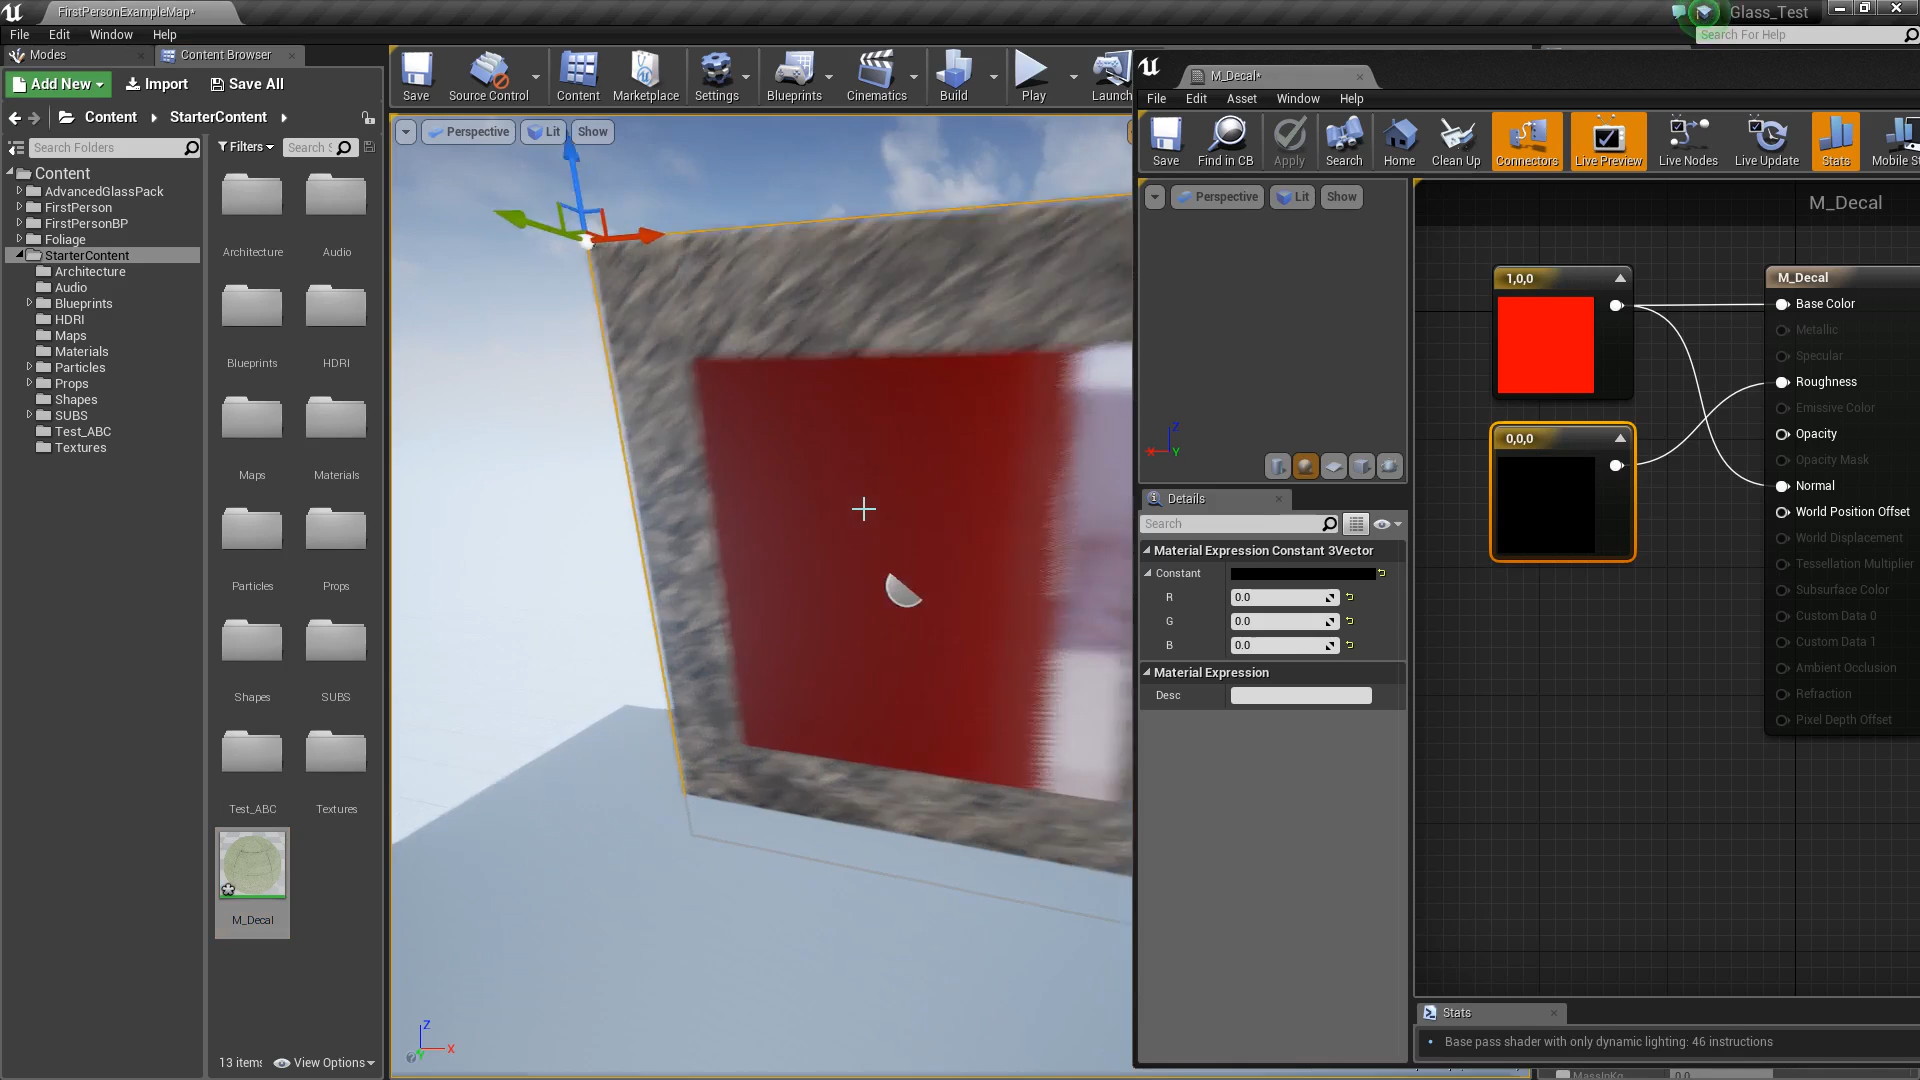 FirstPersonExampleMap*
Glass_Test
File Edit Window Help
Search For Help
Modes
Content Browser
Add New
Import
Save All
Content
StarterContent
Search Folders
Filters
Search S
Content
AdvancedGlassPack
FirstPerson
FirstPersonBP
Foliage
StarterContent
Architecture
Audio
Blueprints
HDRI
Maps
Materials
Particles
Props
Shapes
SUBS
Test_ABC
Textures
Architecture Audio
Blueprints HDRI
Maps Materials
Particles Props
Shapes SUBS
Test_ABC Textures
M_Decal
13 items
View Options
Save Source Control Content Marketplace Settings Blueprints Cinematics Build Play Launch
Perspective Lit Show
Z
X
Y
M_Decal*
File Edit Asset Window Help
Save Find in CB Apply Search Home Clean Up Connectors Live Preview Live Nodes Live Update Stats Mobile St
Perspective Lit Show
Z
X
Y
Details
Search
Material Expression Constant 3Vector
Constant
R 0.0
G 0.0
B 0.0
Material Expression
Desc
M_Decal
1,0,0
0,0,0
M_Decal
Base Color
Metallic
Specular
Roughness
Emissive Color
Opacity
Opacity Mask
Normal
World Position Offset
World Displacement
Tessellation Multiplier
Subsurface Color
Custom Data 0
Custom Data 1
Ambient Occlusion
Refraction
Pixel Depth Offset
Stats
Base pass shader with only dynamic lighting: 46 instructions
MassInKg 0.0